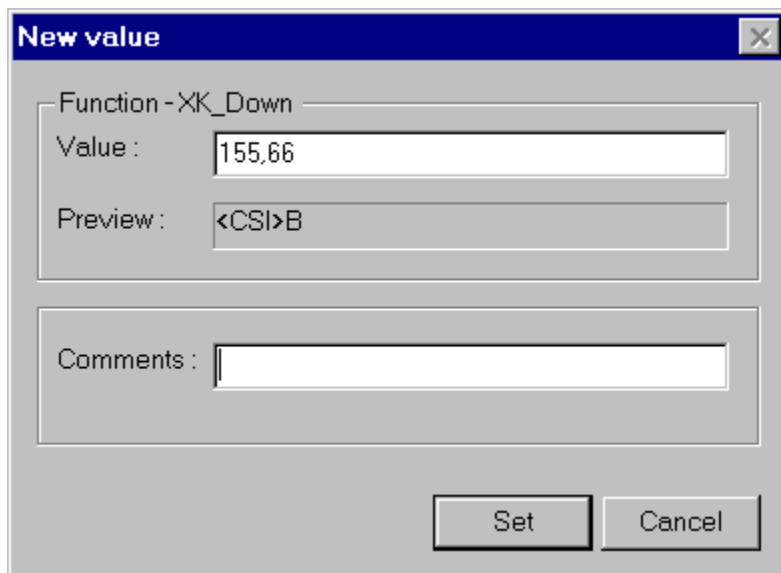 New value
Function - XK_Down
Value :
155,66
Preview :
<CSI>B
Comments :
Set
Cancel